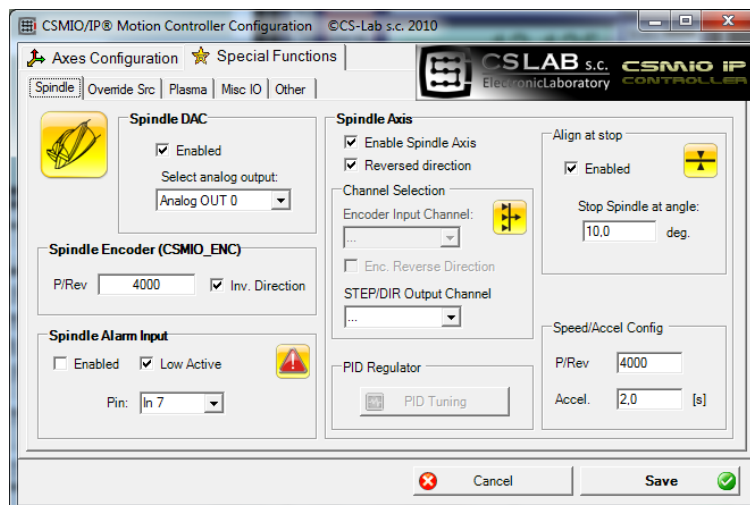 CSMIO/IP® Motion Controller Configuration ©CS-Lab s.c. 2010
Axes Configuration
Special Functions
CSLAB s.c.
ElectronicLaboratory
CSMIO IP
CONTROLLER
Spindle
Override Src
Plasma
Misc IO
Other
Spindle DAC
Enabled
Select analog output:
Analog OUT 0
Spindle Encoder (CSMIO_ENC)
P/Rev
4000
Inv. Direction
Spindle Alarm Input
Enabled
Low Active
Pin:
In 7
Spindle Axis
Enable Spindle Axis
Reversed direction
Channel Selection
Encoder Input Channel:
...
Enc. Reverse Direction
STEP/DIR Output Channel
...
PID Regulator
PID Tuning
Align at stop
Enabled
Stop Spindle at angle:
10,0
deg.
Speed/Accel Config
P/Rev
4000
Accel.
2,0
[s]
Cancel
Save